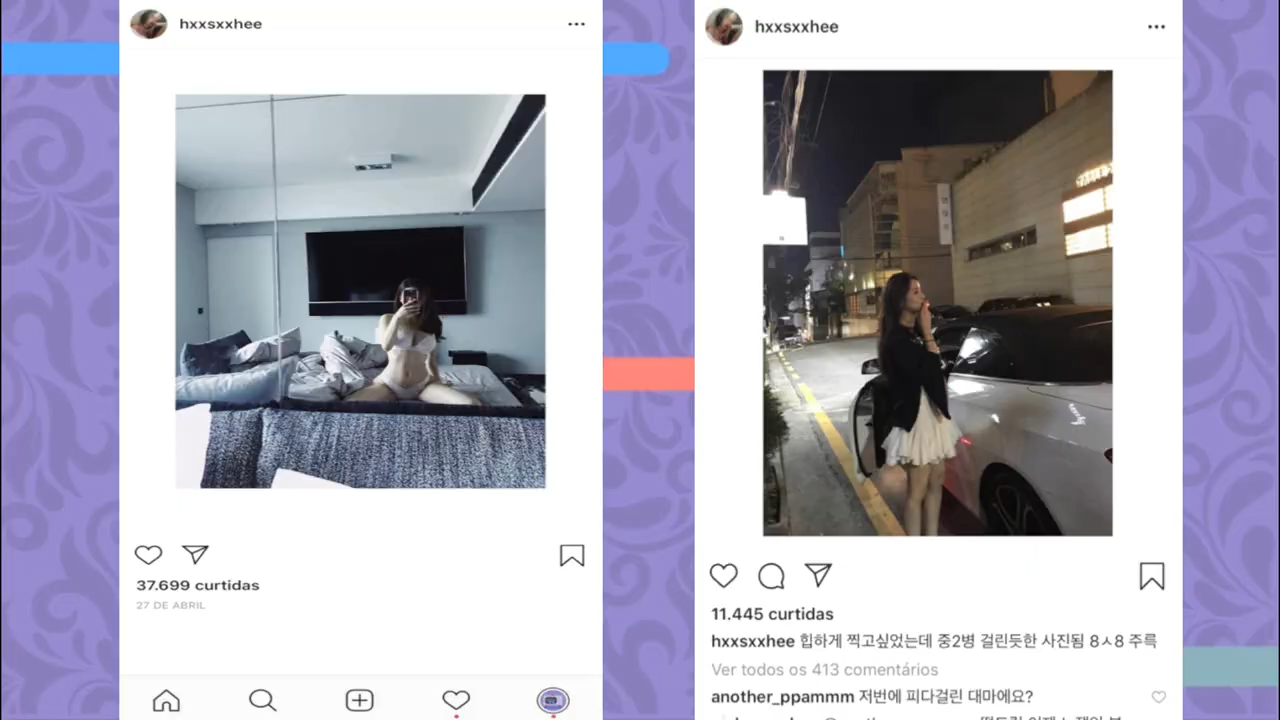 hxxsxxhee
37.699 curtidas
27 DE ABRIL
hxxsxxhee
11.445 curtidas
hxxsxxhee 힙하게 찍고싶었는데 중2병 걸린듯한 사진됨 8ㅅ8 주륵
Ver todos os 413 comentários
another_ppammm 저번에 피다걸린 대마에요?